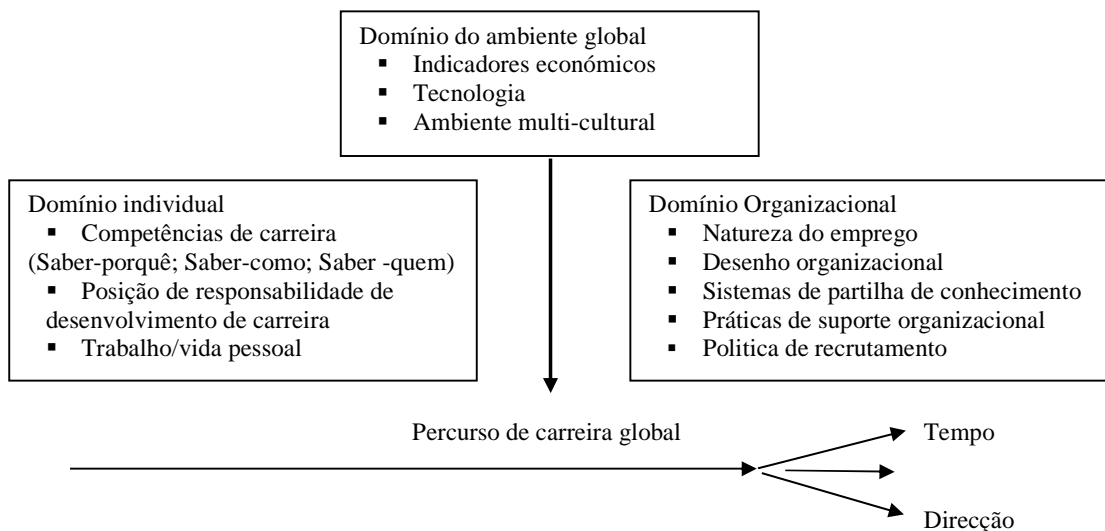 Domínio do ambiente global
▪ Indicadores económicos
▪ Tecnologia
▪ Ambiente multi-cultural
Domínio individual
▪ Competências de carreira
(Saber-porquê; Saber-como; Saber -quem)
▪ Posição de responsabilidade de
desenvolvimento de carreira
▪ Trabalho/vida pessoal
Domínio Organizacional
▪ Natureza do emprego
▪ Desenho organizacional
▪ Sistemas de partilha de conhecimento
▪ Práticas de suporte organizacional
▪ Politica de recrutamento
Percurso de carreira global
Tempo
Direcção